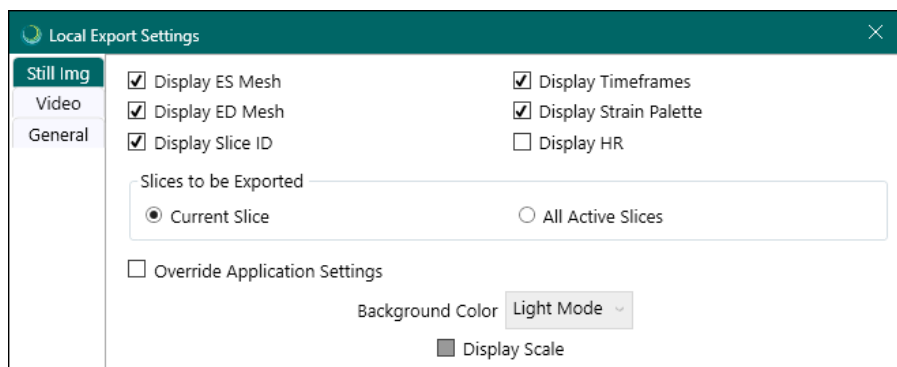 Local Export Settings
Still Img
Video
General
Display ES Mesh
Display Timeframes
Display ED Mesh
Display Strain Palette
Display Slice ID
Display HR
Slices to be Exported
Current Slice
All Active Slices
Override Application Settings
Background Color Light Mode
Display Scale